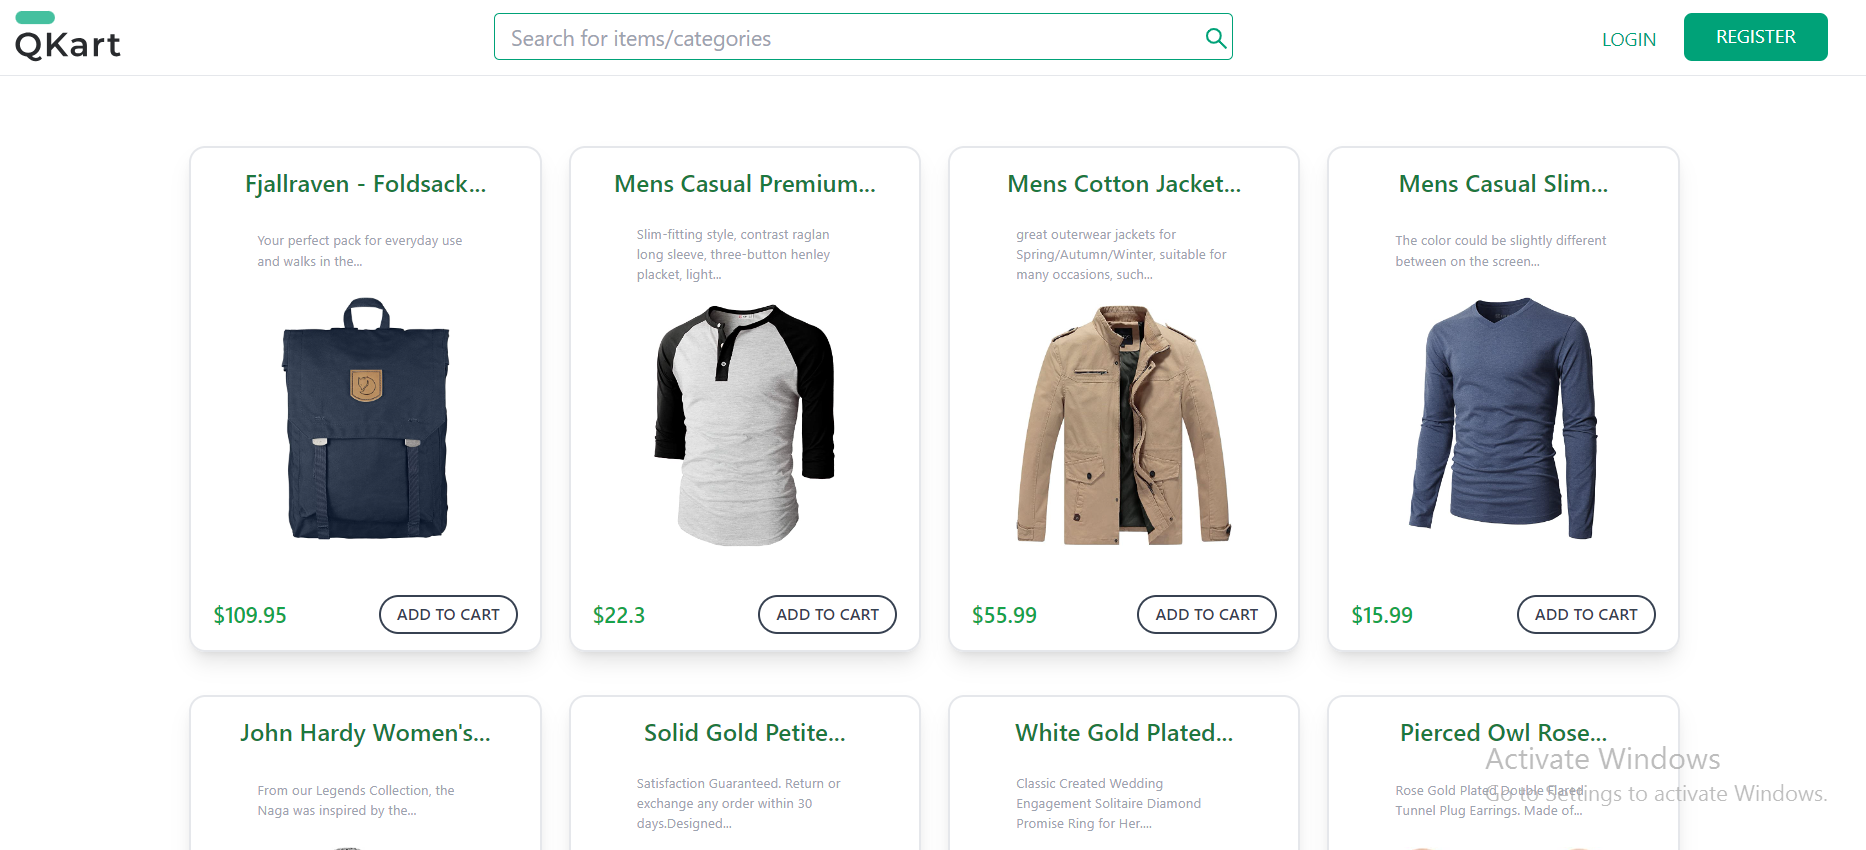 QKart
Search for items/categories
LOGIN
REGISTER
Fjallraven - Foldsack...
Your perfect pack for everyday use
and walks in the...
$109.95
ADD TO CART
Mens Casual Premium...
Slim-fitting style, contrast raglan
long sleeve, three-button henley
placket, light...
$22.3
ADD TO CART
Mens Cotton Jacket...
great outerwear jackets for
Spring/Autumn/Winter, suitable for
many occasions, such...
$55.99
ADD TO CART
Mens Casual Slim...
The color could be slightly different
between on the screen...
$15.99
ADD TO CART
John Hardy Women's...
From our Legends Collection, the
Naga was inspired by the...
Solid Gold Petite...
Satisfaction Guaranteed. Return or
exchange any order within 30
days.Designed...
White Gold Plated...
Classic Created Wedding
Engagement Solitaire Diamond
Promise Ring for Her....
Pierced Owl Rose...
Rose Gold Plated Double Flared
Tunnel Plug Earrings. Made of...
Activate Windows
Go to Settings to activate Windows.